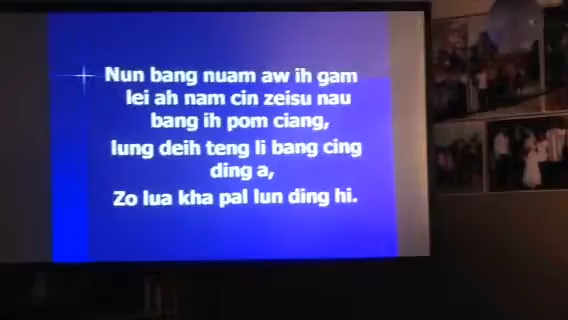 Nun bang nuam aw ih gam
lei ah nam cin zeisu nau
bang ih pom ciang,
lung deih teng li bang cing
ding a,
Zo lua kha pal lun ding hi.